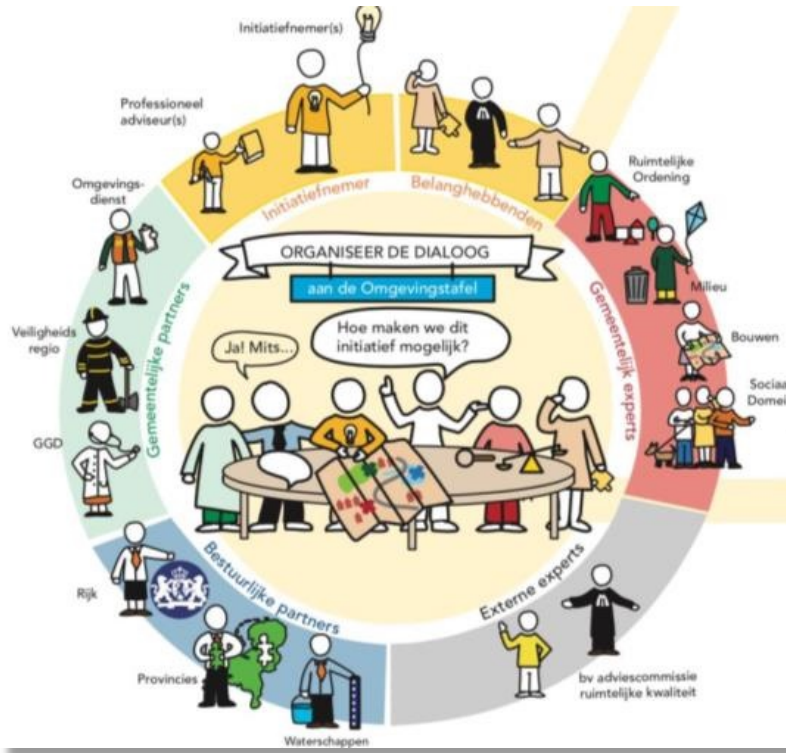 Initiatiefnemer(s)
Professioneel
adviseur(s)
Omgevings-
dienst
Veiligheids
regio
GGD
Rijk
Provincies
Waterschappen
bv adviescommissie
ruimtelijke kwaliteit
Ruimtelijke
Ordening
Milieu
Bouwen
Sociaa
Domei
Initiatiefnemer
Belanghebbenden
Gemeentelijk experts
Externe experts
Bestuurlijke partners
Gemeentelijke partners
ORGANISEER DE DIALOOG
aan de Omgevingstafel
Ja! Mits...
Hoe maken we dit
initiatief mogelijk?